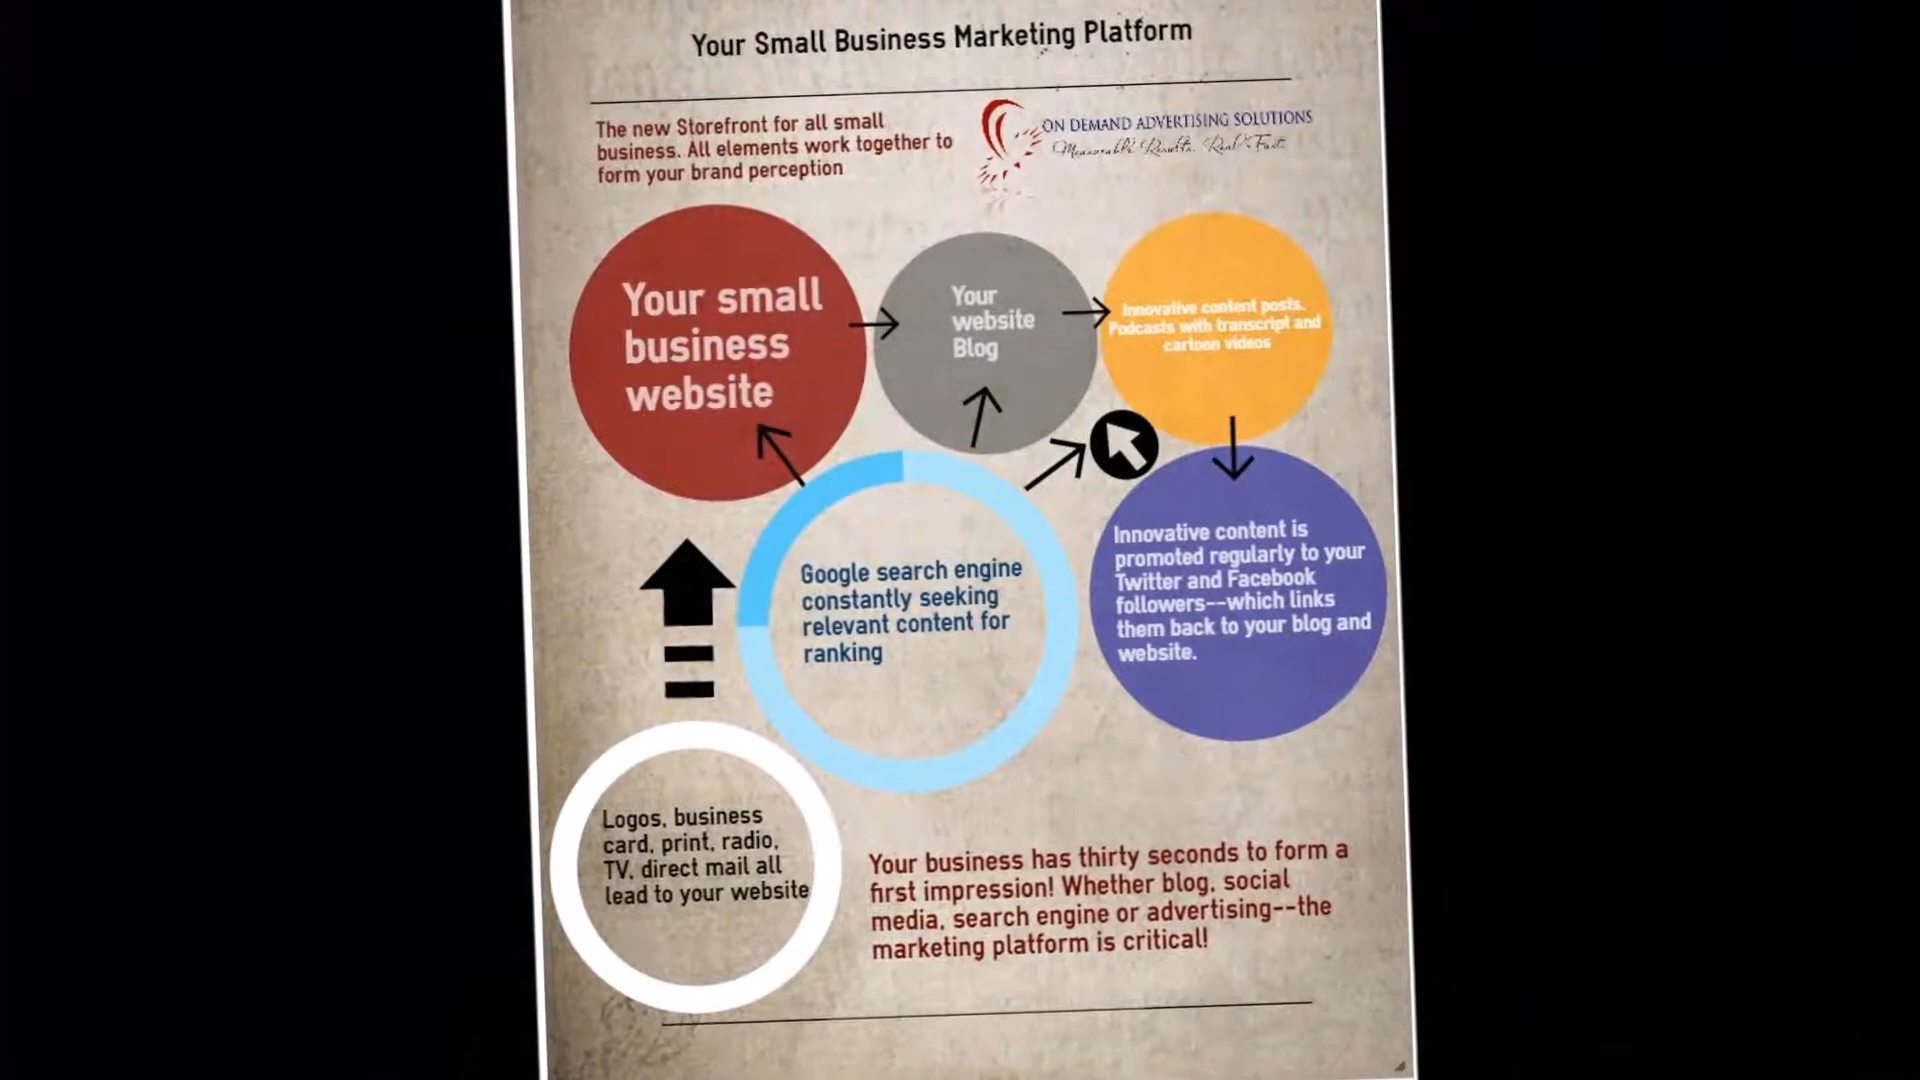 Your Small Business Marketing Platform
The new Storefront for all small
business. All elements work together to
form your brand perception
ON DEMAND ADVERTISING SOLUTIONS
Measurable Results. Real Fast.
Your small
business
website
Your
website
Blog
Innovative content posts.
Podcasts with transcript and
cartoon videos
Google search engine
constantly seeking
relevant content for
ranking
Innovative content is
promoted regularly to your
Twitter and Facebook
followers--which links
them back to your blog and
website.
Logos, business
card, print, radio,
TV, direct mail all
lead to your website
Your business has thirty seconds to form a
first impression! Whether blog, social
media, search engine or advertising--the
marketing platform is critical!